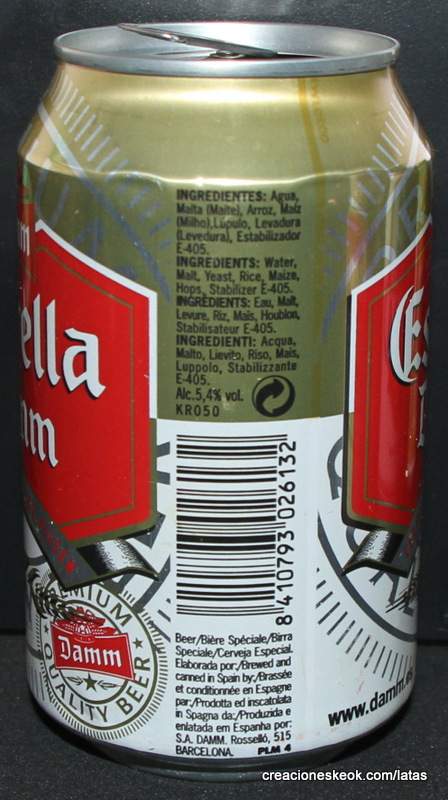 INGREDIENTES: Agua,
Malta (Malte), Arroz, Maíz
(Milho),Lúpulo, Levadura
(Levedura), Estabilizador
E-405.
INGREDIENTS: Water,
Malt, Yeast, Rice, Maize,
Hops, Stabilizer E-405.
INGRÉDIENTS: Eau, Malt,
Levure, Riz, Maïs, Houblon,
Stabilisateur E-405.
INGREDIENTI: Acqua,
Malto, Lievito, Riso, Mais,
Luppolo, Stabilizzante
E-405.
Alc.5,4% vol.
KR050
ella
mm
Es
8 410793 026132
PREMIUM
Damm
QUALITY BEER
Beer/Bière Spéciale/Birra
Speciale/Cerveja Especial.
Elaborada por:/Brewed and
canned in Spain by:/Brassée
et conditionnée en Espagne
par:/Prodotta ed inscatolata
in Spagna da:/Produzida e
enlatada em Espanha por:
S.A. DAMM. Rosselló, 515
BARCELONA. PLM 4
www.damm.es
creacioneskeok.com/latas